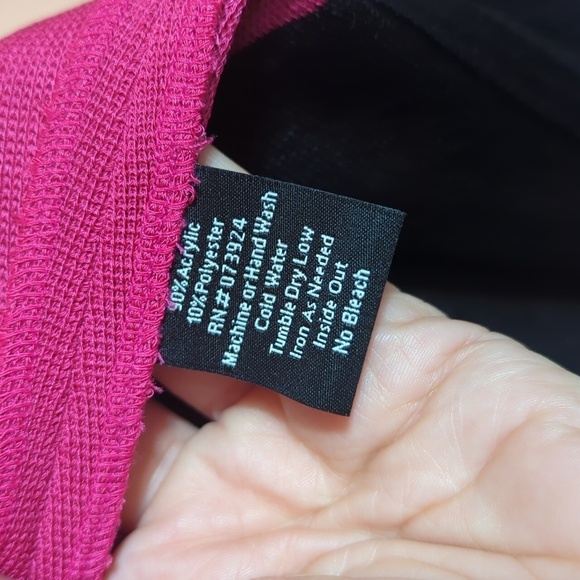 90% Acrylic
10% Polyester
RN# 073924
Machine or Hand Wash
Cold Water
Tumble Dry Low
Iron As Needed
Inside Out
No Bleach